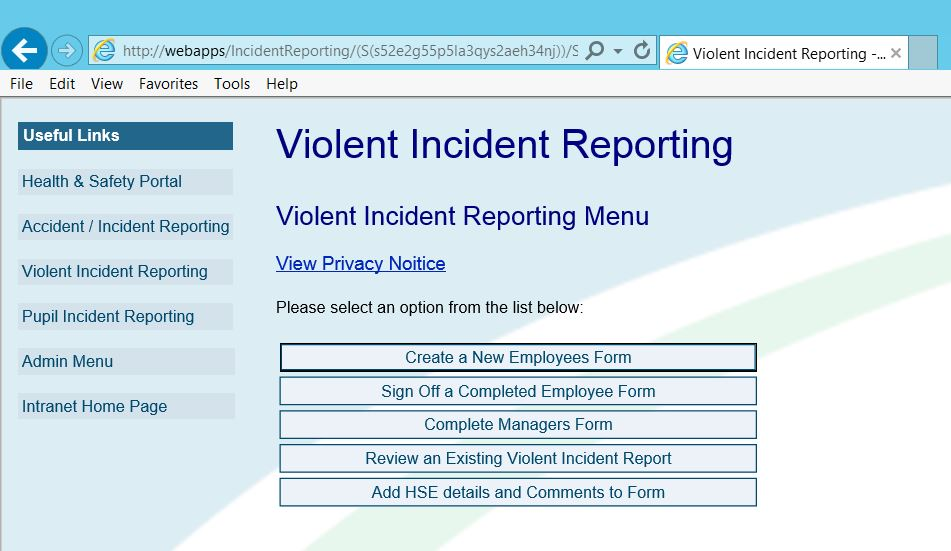 http://webapps/IncidentReporting/(S(s52e2g55p5la3qys2aeh34nj))/S
Violent Incident Reporting -...
File Edit View Favorites Tools Help
Useful Links
Health & Safety Portal
Accident / Incident Reporting
Violent Incident Reporting
Pupil Incident Reporting
Admin Menu
Intranet Home Page
Violent Incident Reporting
Violent Incident Reporting Menu
View Privacy Noitice
Please select an option from the list below:
Create a New Employees Form
Sign Off a Completed Employee Form
Complete Managers Form
Review an Existing Violent Incident Report
Add HSE details and Comments to Form